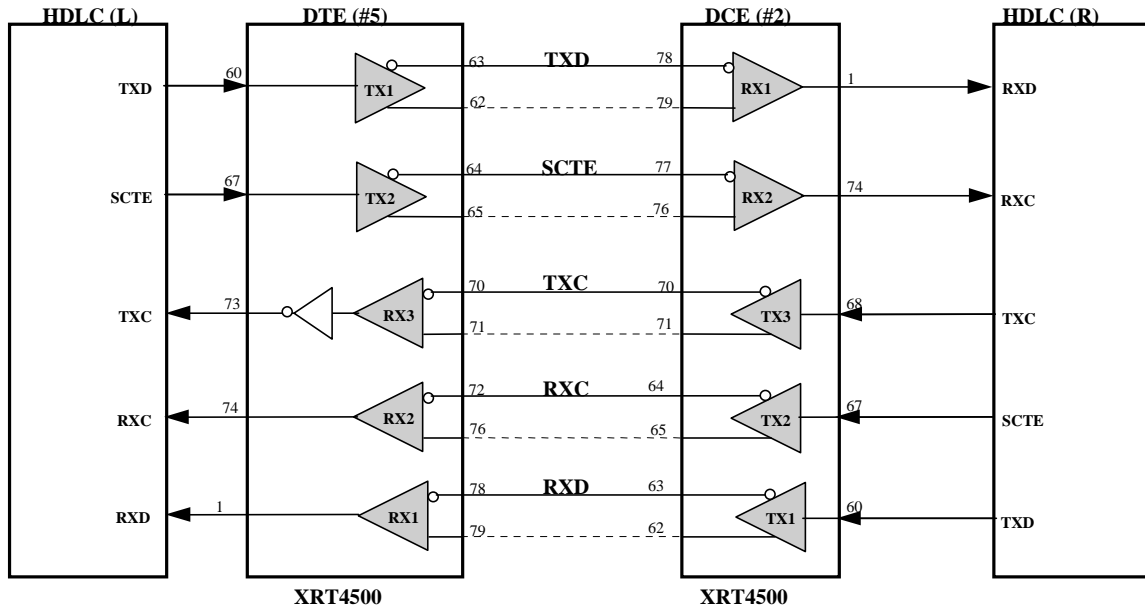 HDLC (L) DTE (#5) DCE (#2) HDLC (R)
60 63 TXD 78 1
TXD TX1 RX1 RXD
62 79
67 64 SCTE 77 74
SCTE TX2 RX2 RXC
65 76
73 70 TXC 70 68
TXC RX3 TX3 TXC
71 71
74 72 RXC 64 67
RXC RX2 TX2 SCTE
76 65
1 78 RXD 63 60
RXD RX1 TX1 TXD
79 62
XRT4500 XRT4500